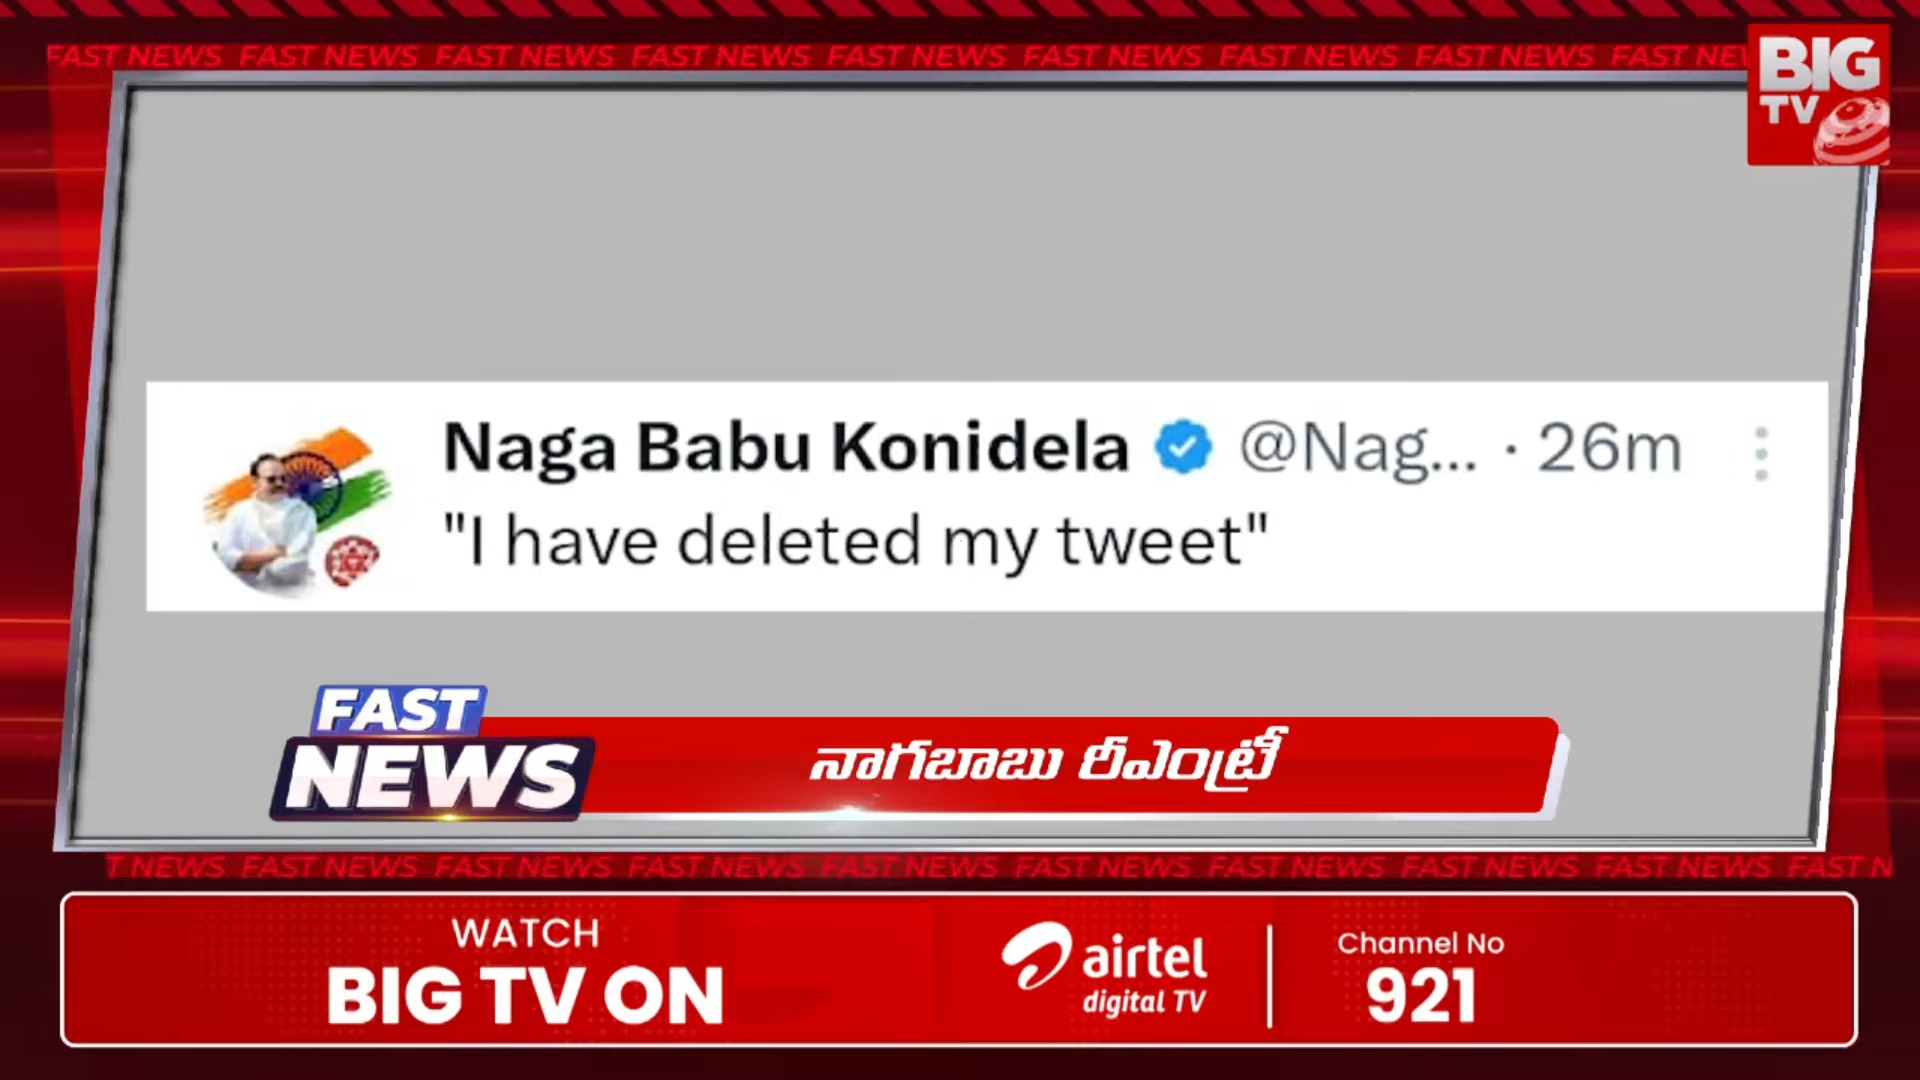 FAST NEWS FAST NEWS FAST NEWS FAST NEWS FAST NEWS FAST NEWS FAST NEWS FAST NEWS FAST NEW
BIG
TV
Naga Babu Konidela @Nag... · 26m
"I have deleted my tweet"
FAST
NEWS
నాగబాబు రీఎంట్రీ
T NEWS FAST NEWS FAST NEWS FAST NEWS FAST NEWS FAST NEWS FAST NEWS FAST NEWS FAST NEWS FAST N
WATCH
BIG TV ON
airtel
digital TV
Channel No
921